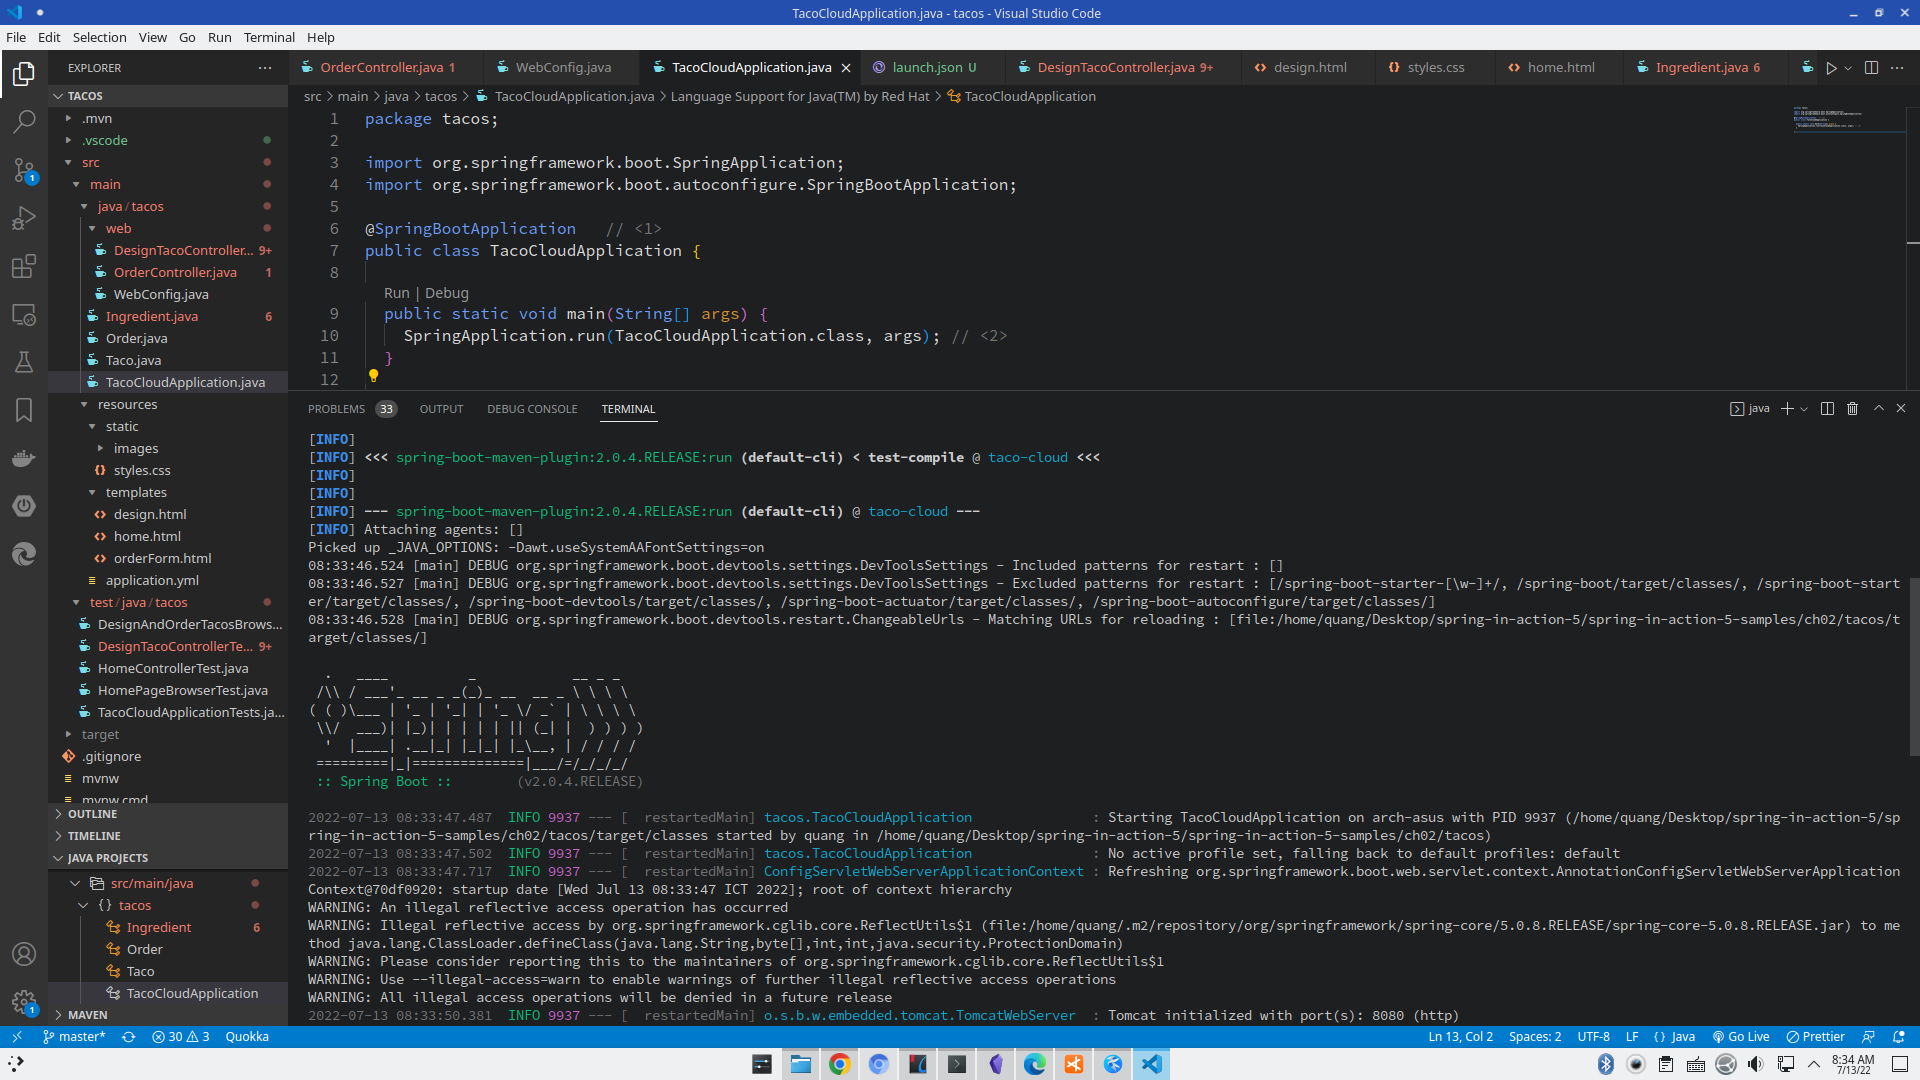 TacoCloudApplication.java - tacos - Visual Studio Code
File Edit Selection View Go Run Terminal Help
EXPLORER
OrderController.java 1
WebConfig.java
TacoCloudApplication.java
launch.json U
DesignTacoController.java 9+
design.html
styles.css
home.html
Ingredient.java 6
TACOS
.mvn
.vscode
src
main
java / tacos
web
DesignTacoController... 9+
OrderController.java 1
WebConfig.java
Ingredient.java 6
Order.java
Taco.java
TacoCloudApplication.java
resources
static
images
styles.css
templates
design.html
home.html
orderForm.html
application.yml
test / java / tacos
DesignAndOrderTacosBrows...
DesignTacoControllerTe... 9+
HomeControllerTest.java
HomePageBrowserTest.java
TacoCloudApplicationTests.ja...
target
.gitignore
mvnw
mvnw.cmd
OUTLINE
TIMELINE
JAVA PROJECTS
src/main/java
tacos
Ingredient 6
Order
Taco
TacoCloudApplication
MAVEN
src > main > java > tacos > TacoCloudApplication.java > Language Support for Java(TM) by Red Hat > TacoCloudApplication
1 package tacos;
2
3 import org.springframework.boot.SpringApplication;
4 import org.springframework.boot.autoconfigure.SpringBootApplication;
5
6 @SpringBootApplication // <1>
7 public class TacoCloudApplication {
8
Run | Debug
9 public static void main(String[] args) {
10 SpringApplication.run(TacoCloudApplication.class, args); // <2>
11 }
12
PROBLEMS 33 OUTPUT DEBUG CONSOLE TERMINAL
java
[INFO]
[INFO] <<< spring-boot-maven-plugin:2.0.4.RELEASE:run (default-cli) < test-compile @ taco-cloud <<<
[INFO]
[INFO]
[INFO] --- spring-boot-maven-plugin:2.0.4.RELEASE:run (default-cli) @ taco-cloud ---
[INFO] Attaching agents: []
Picked up _JAVA_OPTIONS: -Dawt.useSystemAAFontSettings=on
08:33:46.524 [main] DEBUG org.springframework.boot.devtools.settings.DevToolsSettings - Included patterns for restart : []
08:33:46.527 [main] DEBUG org.springframework.boot.devtools.settings.DevToolsSettings - Excluded patterns for restart : [/spring-boot-starter-[\w-]+/, /spring-boot/target/classes/, /spring-boot-start
er/target/classes/, /spring-boot-devtools/target/classes/, /spring-boot-actuator/target/classes/, /spring-boot-autoconfigure/target/classes/]
08:33:46.528 [main] DEBUG org.springframework.boot.devtools.restart.ChangeableUrls - Matching URLs for reloading : [file:/home/quang/Desktop/spring-in-action-5/spring-in-action-5-samples/ch02/tacos/t
arget/classes/]
  .   ____          _            __ _ _
 /\\ / ___'_ __ _ _(_)_ __  __ _ \ \ \ \
( ( )\___ | '_ | '_| | '_ \/ _` | \ \ \ \
 \\/  ___)| |_)| | | | | || (_| |  ) ) ) )
  '  |____| .__|_| |_|_| |_\__, | / / / /
 =========|_|==============|___/=/_/_/_/
 :: Spring Boot ::        (v2.0.4.RELEASE)
2022-07-13 08:33:47.487 INFO 9937 --- [ restartedMain] tacos.TacoCloudApplication : Starting TacoCloudApplication on arch-asus with PID 9937 (/home/quang/Desktop/spring-in-action-5/sp
ring-in-action-5-samples/ch02/tacos/target/classes started by quang in /home/quang/Desktop/spring-in-action-5/spring-in-action-5-samples/ch02/tacos)
2022-07-13 08:33:47.502 INFO 9937 --- [ restartedMain] tacos.TacoCloudApplication : No active profile set, falling back to default profiles: default
2022-07-13 08:33:47.717 INFO 9937 --- [ restartedMain] ConfigServletWebServerApplicationContext : Refreshing org.springframework.boot.web.servlet.context.AnnotationConfigServletWebServerApplication
Context@70df0920: startup date [Wed Jul 13 08:33:47 ICT 2022]; root of context hierarchy
WARNING: An illegal reflective access operation has occurred
WARNING: Illegal reflective access by org.springframework.cglib.core.ReflectUtils$1 (file:/home/quang/.m2/repository/org/springframework/spring-core/5.0.8.RELEASE/spring-core-5.0.8.RELEASE.jar) to me
thod java.lang.ClassLoader.defineClass(java.lang.String,byte[],int,int,java.security.ProtectionDomain)
WARNING: Please consider reporting this to the maintainers of org.springframework.cglib.core.ReflectUtils$1
WARNING: Use --illegal-access=warn to enable warnings of further illegal reflective access operations
WARNING: All illegal access operations will be denied in a future release
2022-07-13 08:33:50.381 INFO 9937 --- [ restartedMain] o.s.b.w.embedded.tomcat.TomcatWebServer : Tomcat initialized with port(s): 8080 (http)
master* 30 3 Quokka
Ln 13, Col 2 Spaces: 2 UTF-8 LF {} Java Go Live Prettier
8:34 AM
7/13/22